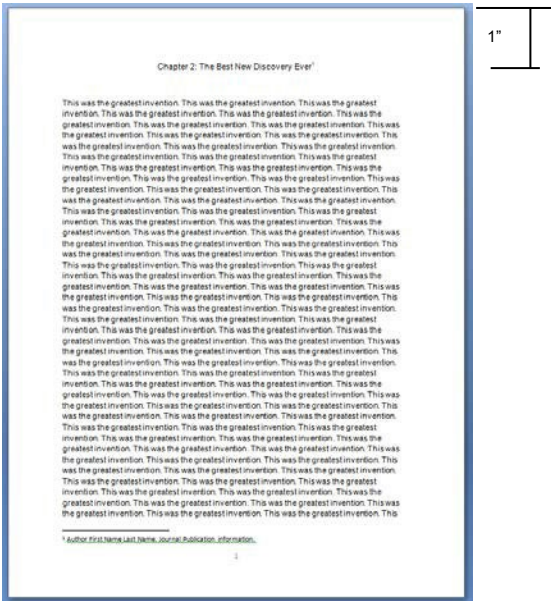 1”
Chapter 2: The Best New Discovery Ever¹
This was the greatest invention. This was the greatest invention. This was the greatest
invention. This was the greatest invention. This was the greatest invention. This was the
greatest invention. This was the greatest invention. This was the greatest invention. This was
the greatest invention. This was the greatest invention. This was the greatest invention. This
was the greatest invention. This was the greatest invention. This was the greatest invention.
This was the greatest invention. This was the greatest invention. This was the greatest
invention. This was the greatest invention. This was the greatest invention. This was the
greatest invention. This was the greatest invention. This was the greatest invention. This was
the greatest invention. This was the greatest invention. This was the greatest invention. This
was the greatest invention. This was the greatest invention. This was the greatest invention.
This was the greatest invention. This was the greatest invention. This was the greatest
invention. This was the greatest invention. This was the greatest invention. This was the
greatest invention. This was the greatest invention. This was the greatest invention. This was
the greatest invention. This was the greatest invention. This was the greatest invention. This
was the greatest invention. This was the greatest invention. This was the greatest invention.
This was the greatest invention. This was the greatest invention. This was the greatest
invention. This was the greatest invention. This was the greatest invention. This was the
greatest invention. This was the greatest invention. This was the greatest invention. This was
the greatest invention. This was the greatest invention. This was the greatest invention. This
was the greatest invention. This was the greatest invention. This was the greatest invention.
This was the greatest invention. This was the greatest invention. This was the greatest
invention. This was the greatest invention. This was the greatest invention. This was the
greatest invention. This was the greatest invention. This was the greatest invention. This was
the greatest invention. This was the greatest invention. This was the greatest invention. This
was the greatest invention. This was the greatest invention. This was the greatest invention.
This was the greatest invention. This was the greatest invention. This was the greatest
invention. This was the greatest invention. This was the greatest invention. This was the
greatest invention. This was the greatest invention. This was the greatest invention. This was
the greatest invention. This was the greatest invention. This was the greatest invention. This
was the greatest invention. This was the greatest invention. This was the greatest invention.
This was the greatest invention. This was the greatest invention. This was the greatest
invention. This was the greatest invention. This was the greatest invention. This was the
greatest invention. This was the greatest invention. This was the greatest invention. This was
the greatest invention. This was the greatest invention. This was the greatest invention. This
was the greatest invention. This was the greatest invention. This was the greatest invention.
This was the greatest invention. This was the greatest invention. This was the greatest
invention. This was the greatest invention. This was the greatest invention. This was the
greatest invention. This was the greatest invention. This was the greatest invention. This was
the greatest invention. This was the greatest invention. This was the greatest invention. This
¹ Author First Name Last Name, Journal Publication information.